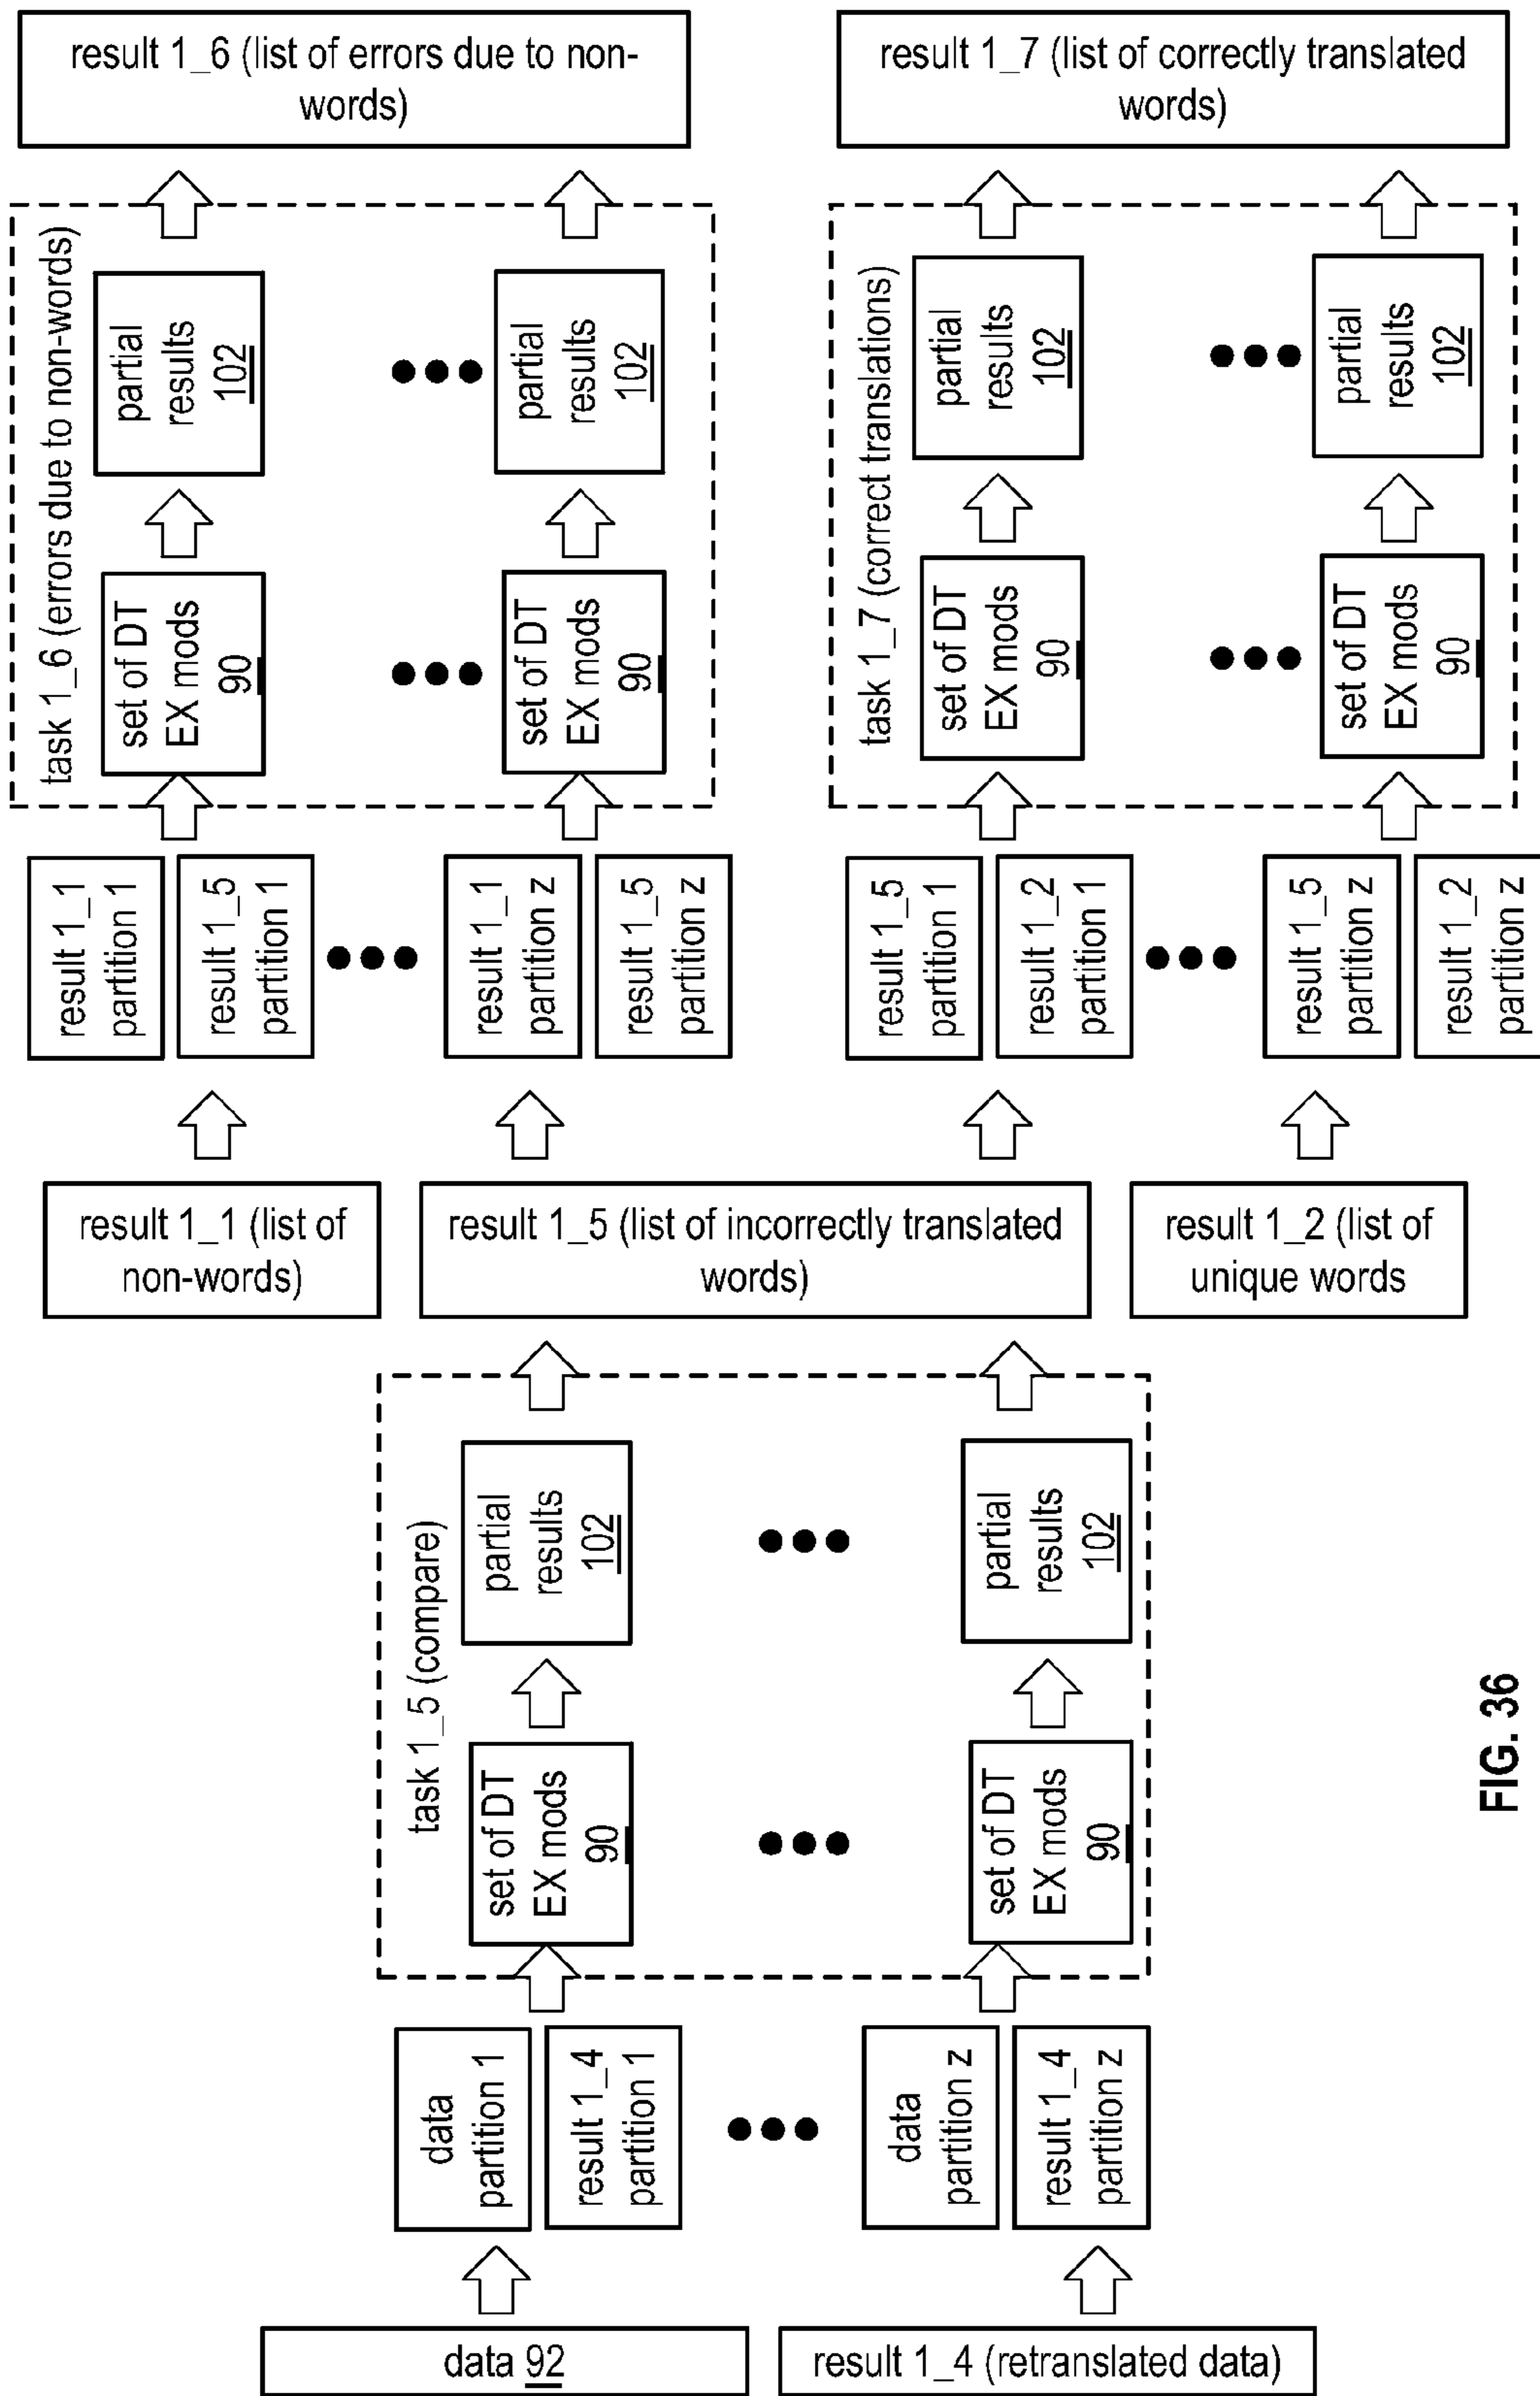 data 92
result 1_4 (retranslated data)
data
partition 1
result 1_4
partition 1
data
partition z
result 1_4
partition z
task 1_5 (compare)
set of DT
EX mods
90
partial
results
102
set of DT
EX mods
90
partial
results
102
result 1_1 (list of
non-words)
result 1_5 (list of incorrectly translated
words)
result 1_2 (list of
unique words
result 1_1
partition 1
result 1_5
partition 1
result 1_1
partition z
result 1_5
partition z
task 1_6 (errors due to non-words)
set of DT
EX mods
90
partial
results
102
set of DT
EX mods
90
partial
results
102
result 1_6 (list of errors due to non-
words)
result 1_5
partition 1
result 1_2
partition 1
result 1_5
partition z
result 1_2
partition z
task 1_7 (correct translations)
set of DT
EX mods
90
partial
results
102
set of DT
EX mods
90
partial
results
102
result 1_7 (list of correctly translated
words)
FIG. 36